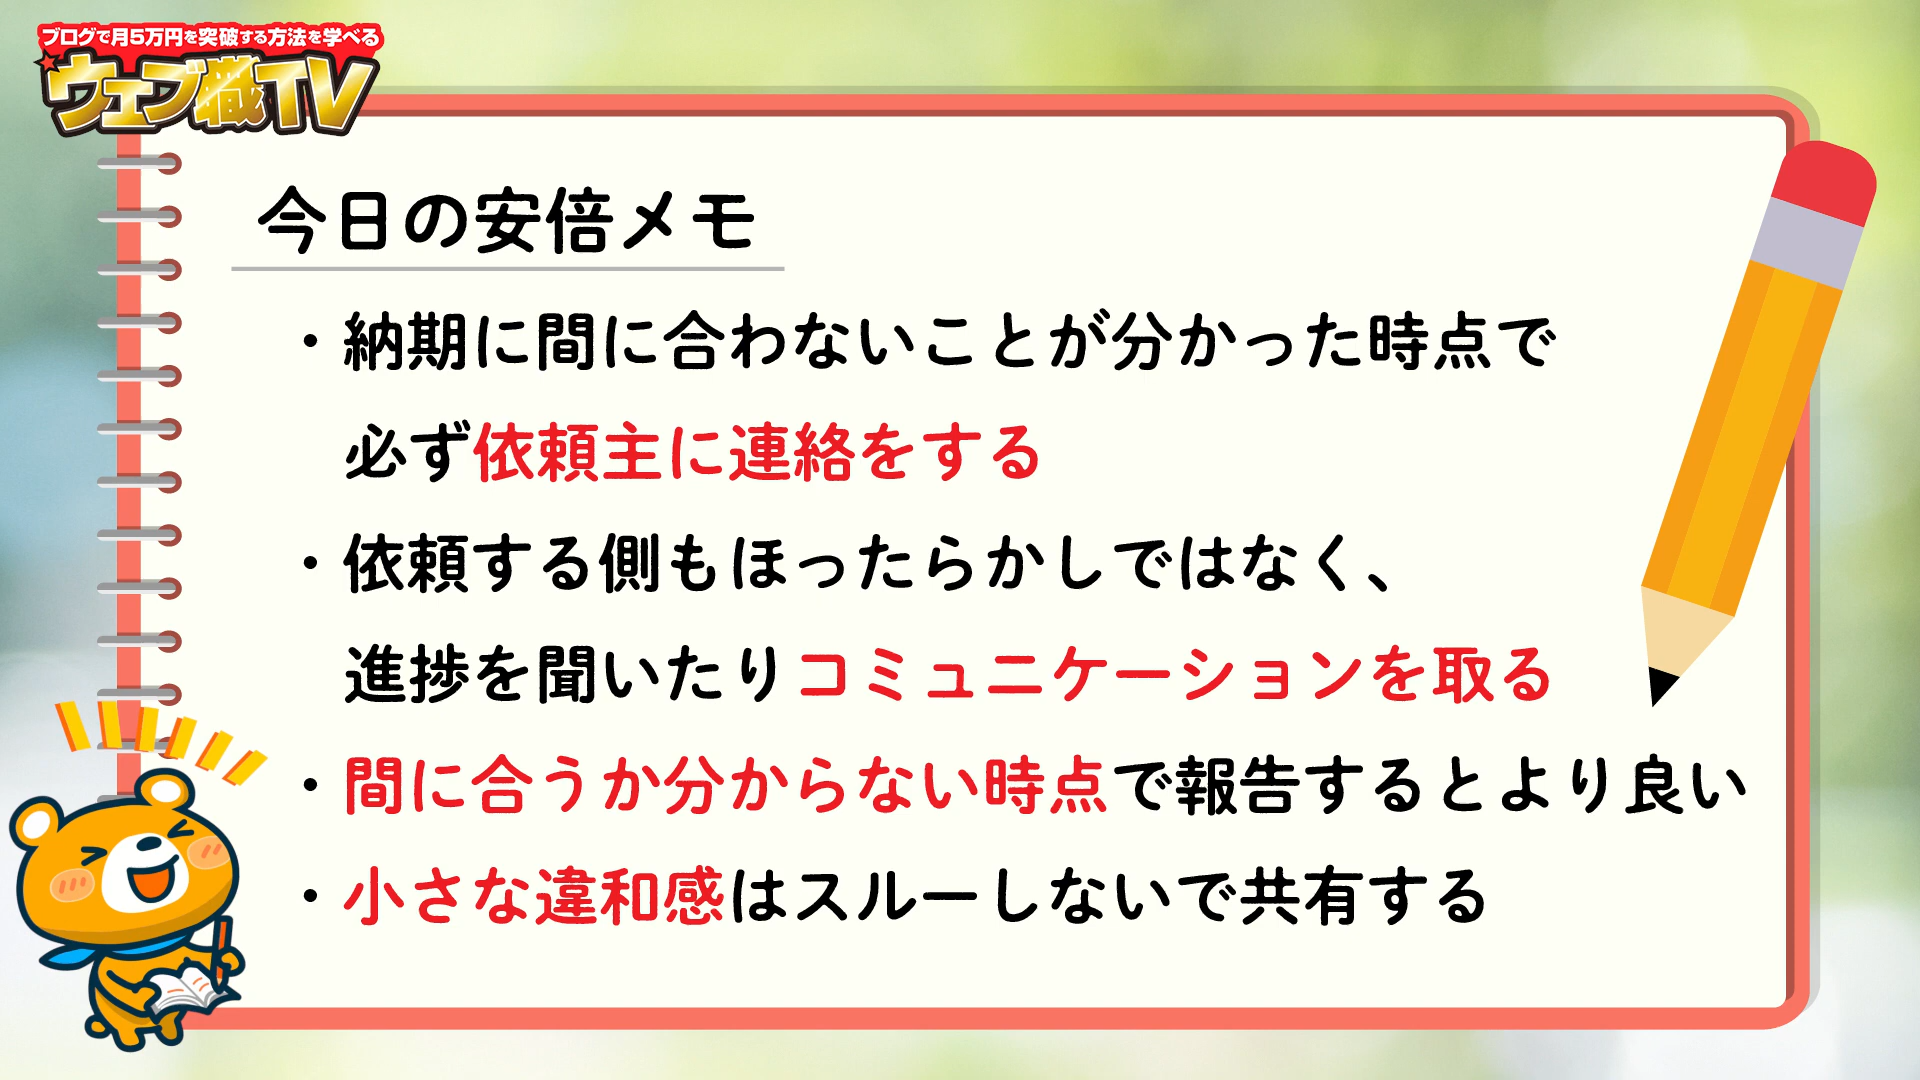 ブログで月5万円を突破する方法を学べる
ウェブ職TV
今日の安倍メモ
・納期に間に合わないことが分かった時点で
必ず依頼主に連絡をする
・依頼する側もほったらかしではなく、
進捗を聞いたりコミュニケーションを取る
・間に合うか分からない時点で報告するとより良い
・小さな違和感はスルーしないで共有する